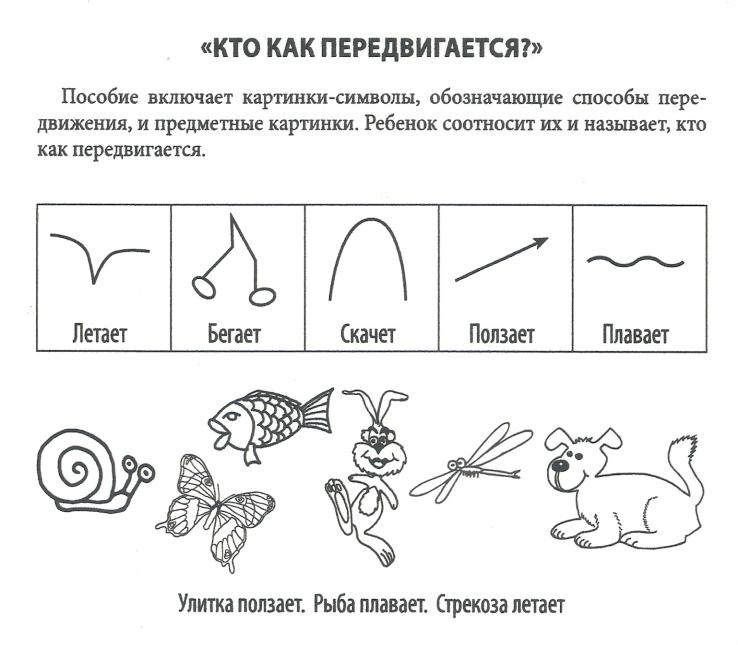 «КТО КАК ПЕРЕДВИГАЕТСЯ?»
Пособие включает картинки-символы, обозначающие способы пере-
движения, и предметные картинки. Ребенок соотносит их и называет, кто
как передвигается.
Летает Бегает Скачет Ползает Плавает
Улитка ползает. Рыба плавает. Стрекоза летает